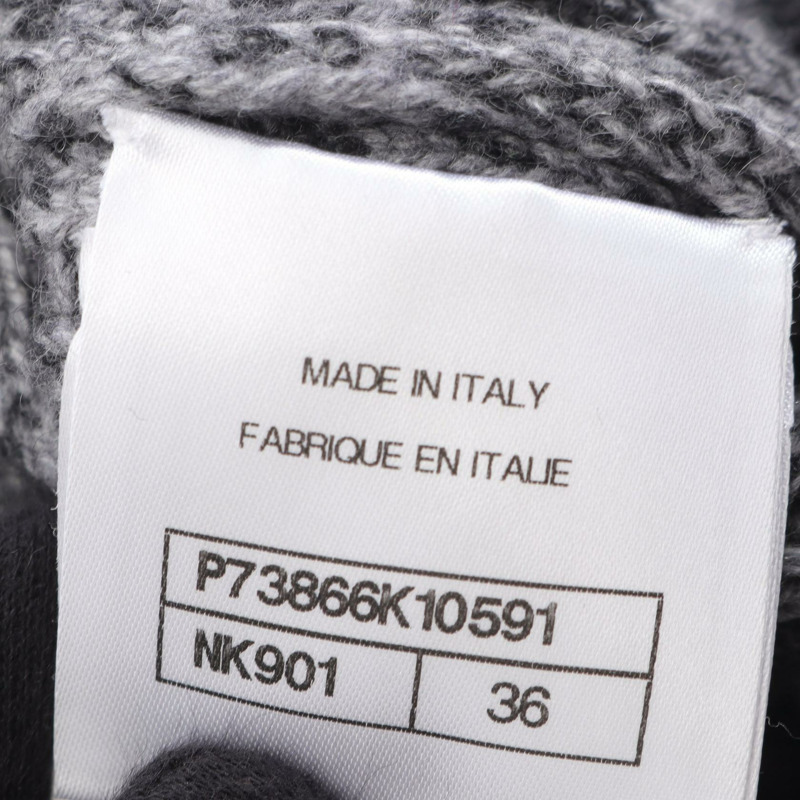 MADE IN ITALY
FABRIQUE EN ITALIE
P73866K10591
NK901 36